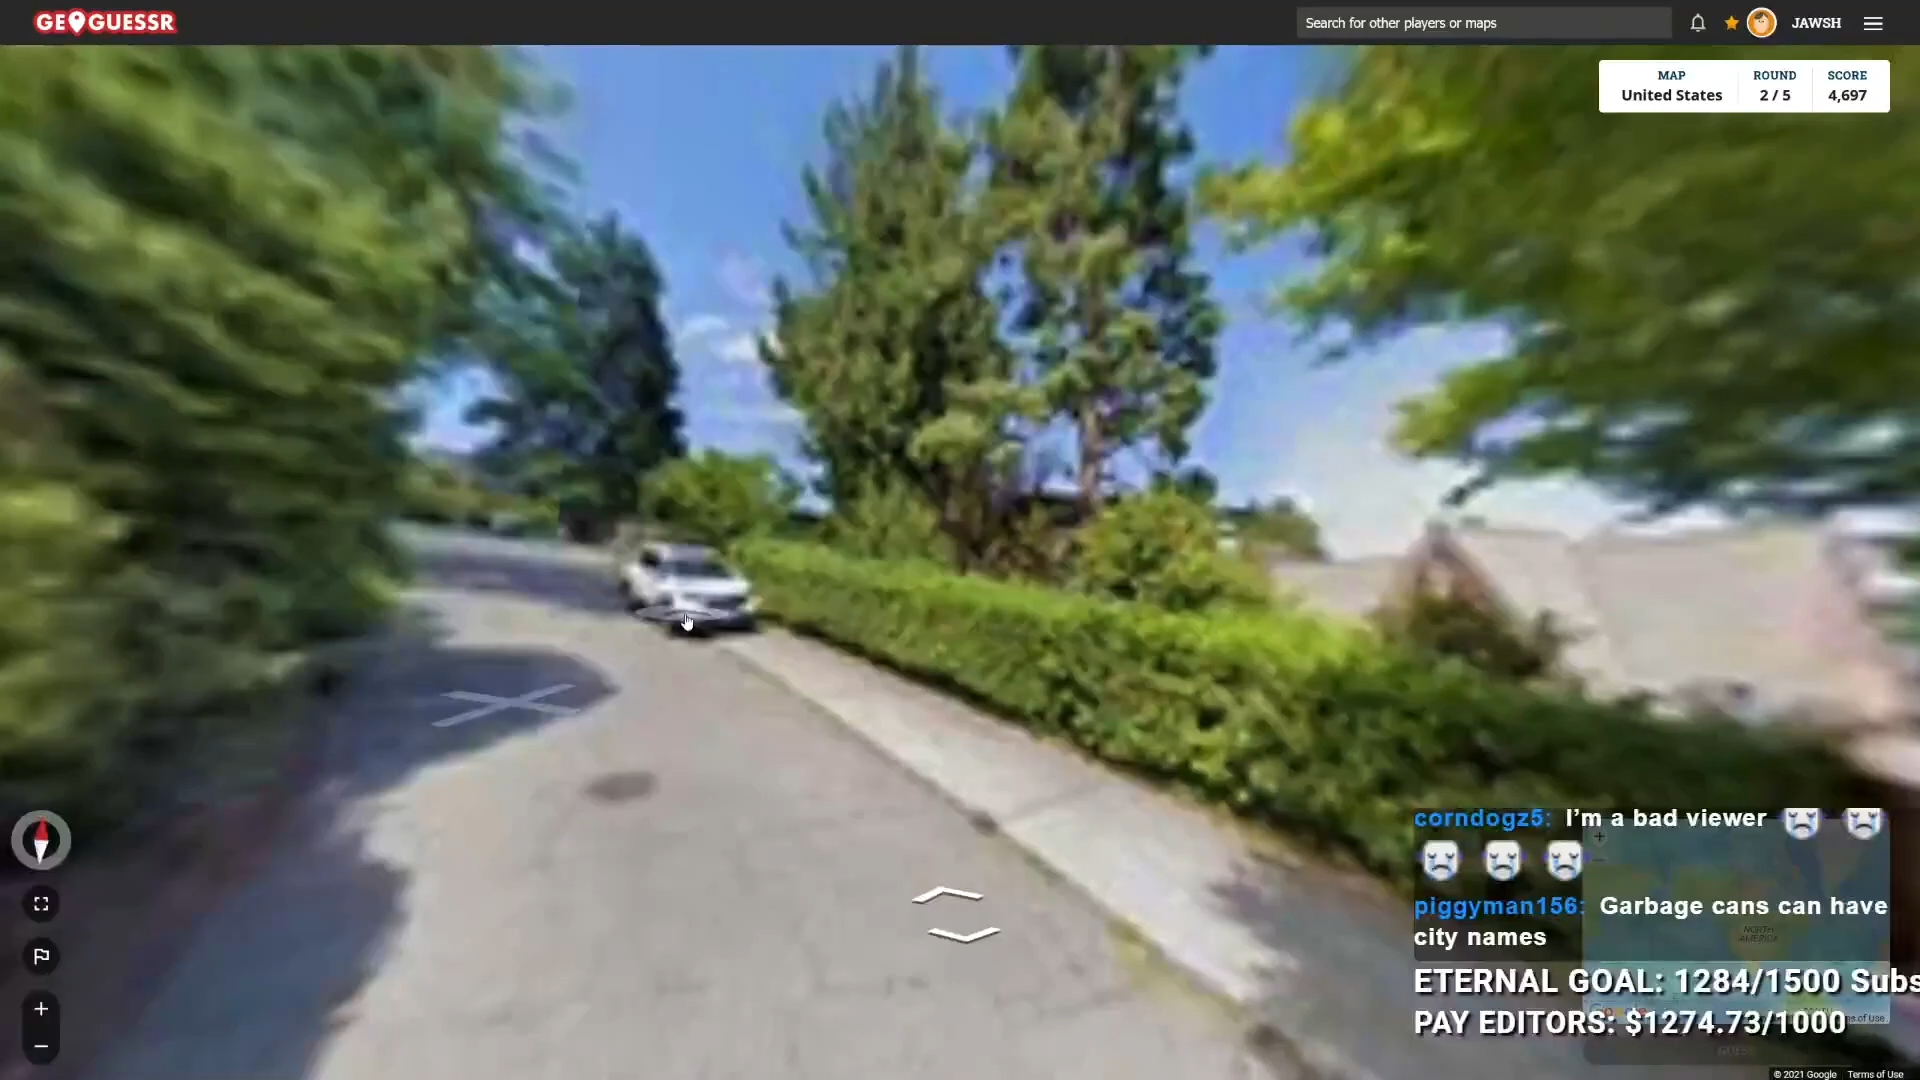 GEOGUESSR
Search for other players or maps
JAWSH
MAP ROUND SCORE
United States 2 / 5 4,697
corndogz5: I'm a bad viewer
piggyman156: Garbage cans can have
city names
NORTH
AMERICA
ETERNAL GOAL: 1284/1500 Subs
PAY EDITORS: $1274.73/1000
© 2021 Google Terms of Use